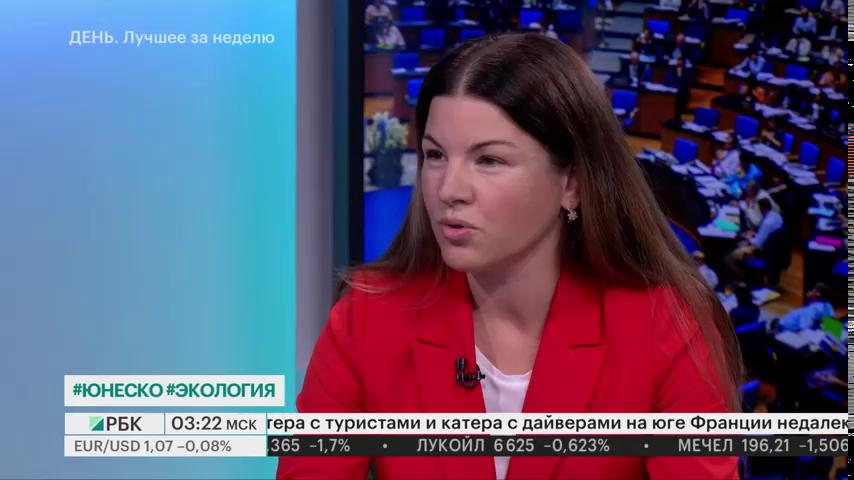 ДЕНЬ. Лучшее за неделю
#ЮНЕСКО #ЭКОЛОГИЯ
РБК 03:22 МСК тера с туристами и катера с дайверами на юге Франции недалек
EUR/USD 1,07 -0,08% ,365 -1,7% • ЛУКОЙЛ 6 625 -0,623% • МЕЧЕЛ 196,21 -1,506